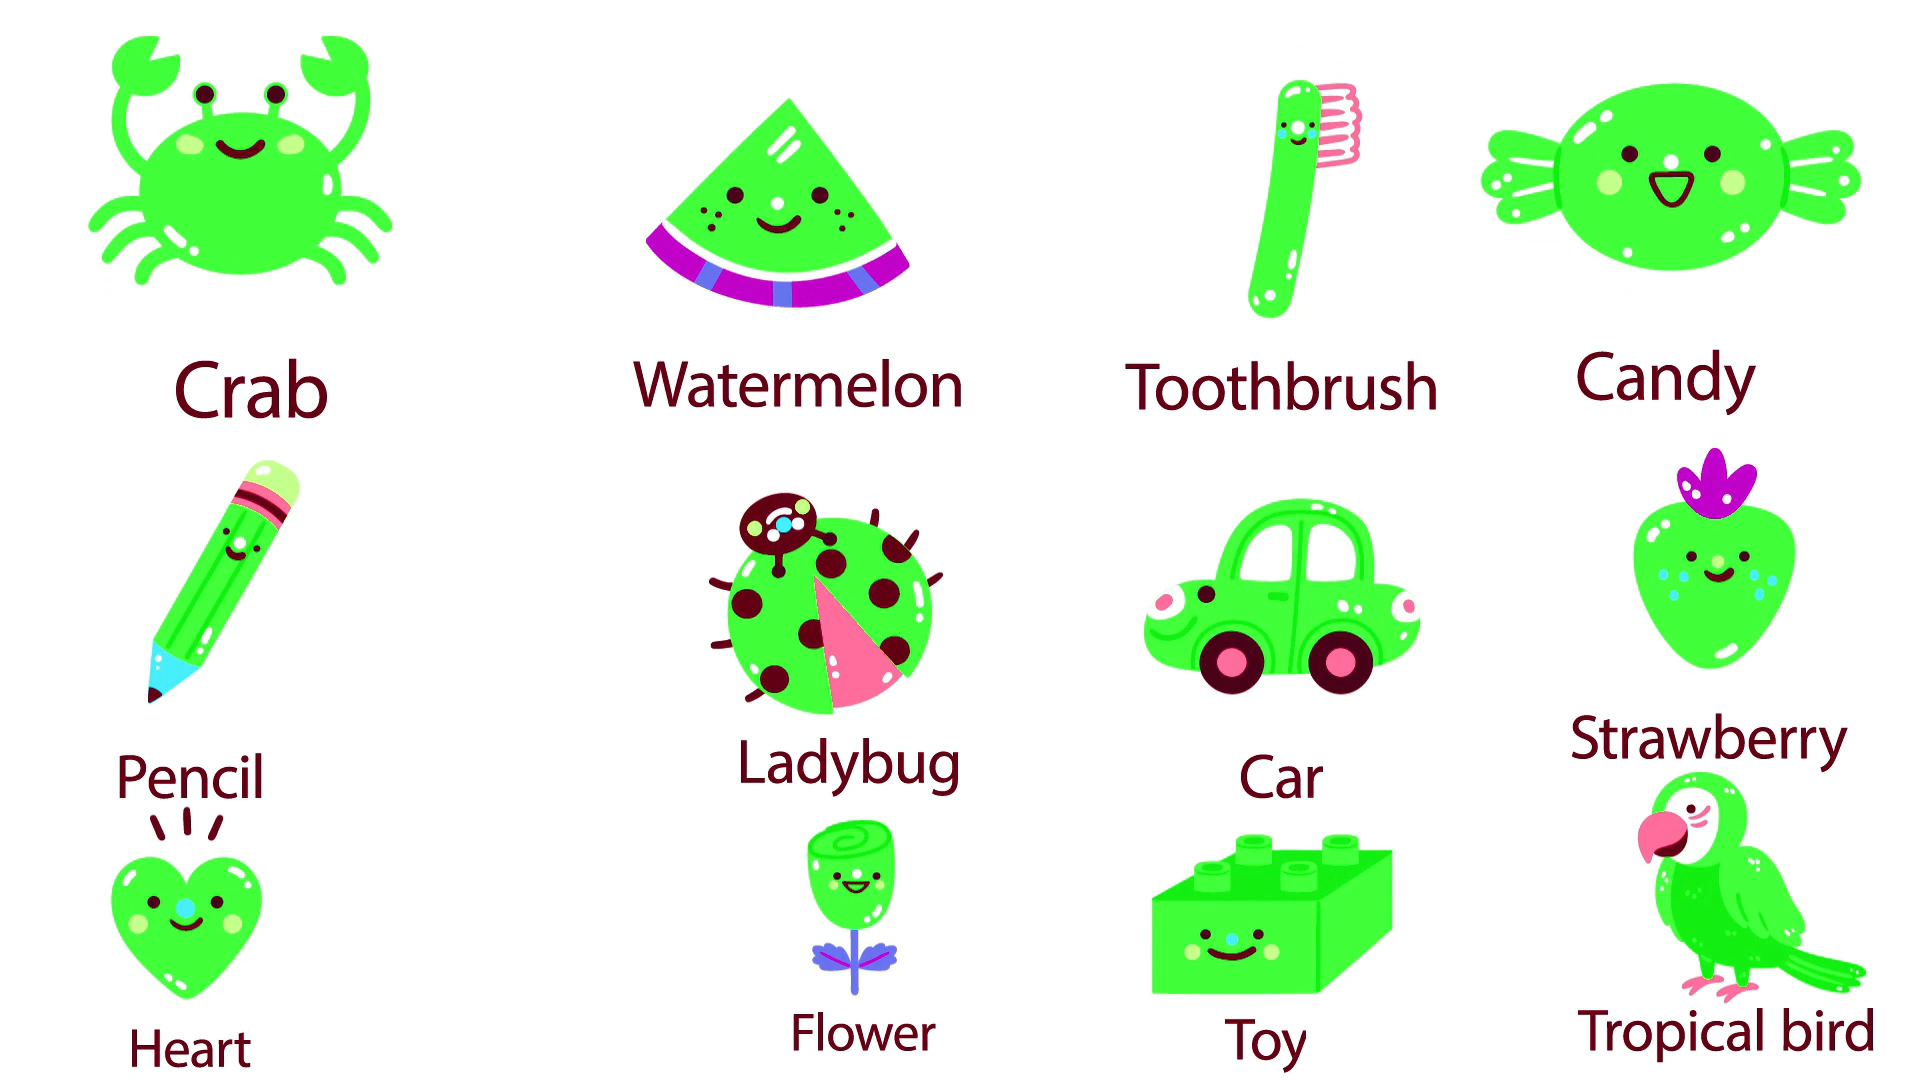 Crab
Watermelon
Toothbrush
Candy
Pencil
Ladybug
Car
Strawberry
Heart
Flower
Toy
Tropical bird